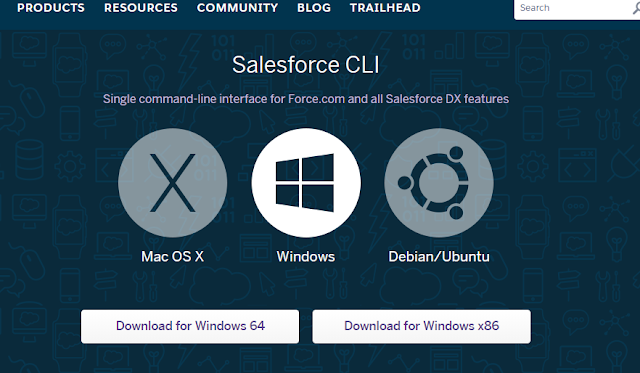 PRODUCTS RESOURCES COMMUNITY BLOG TRAILHEAD Search
Salesforce CLI
Single command-line interface for Force.com and all Salesforce DX features
Mac OS X Windows Debian/Ubuntu
Download for Windows 64 Download for Windows x86